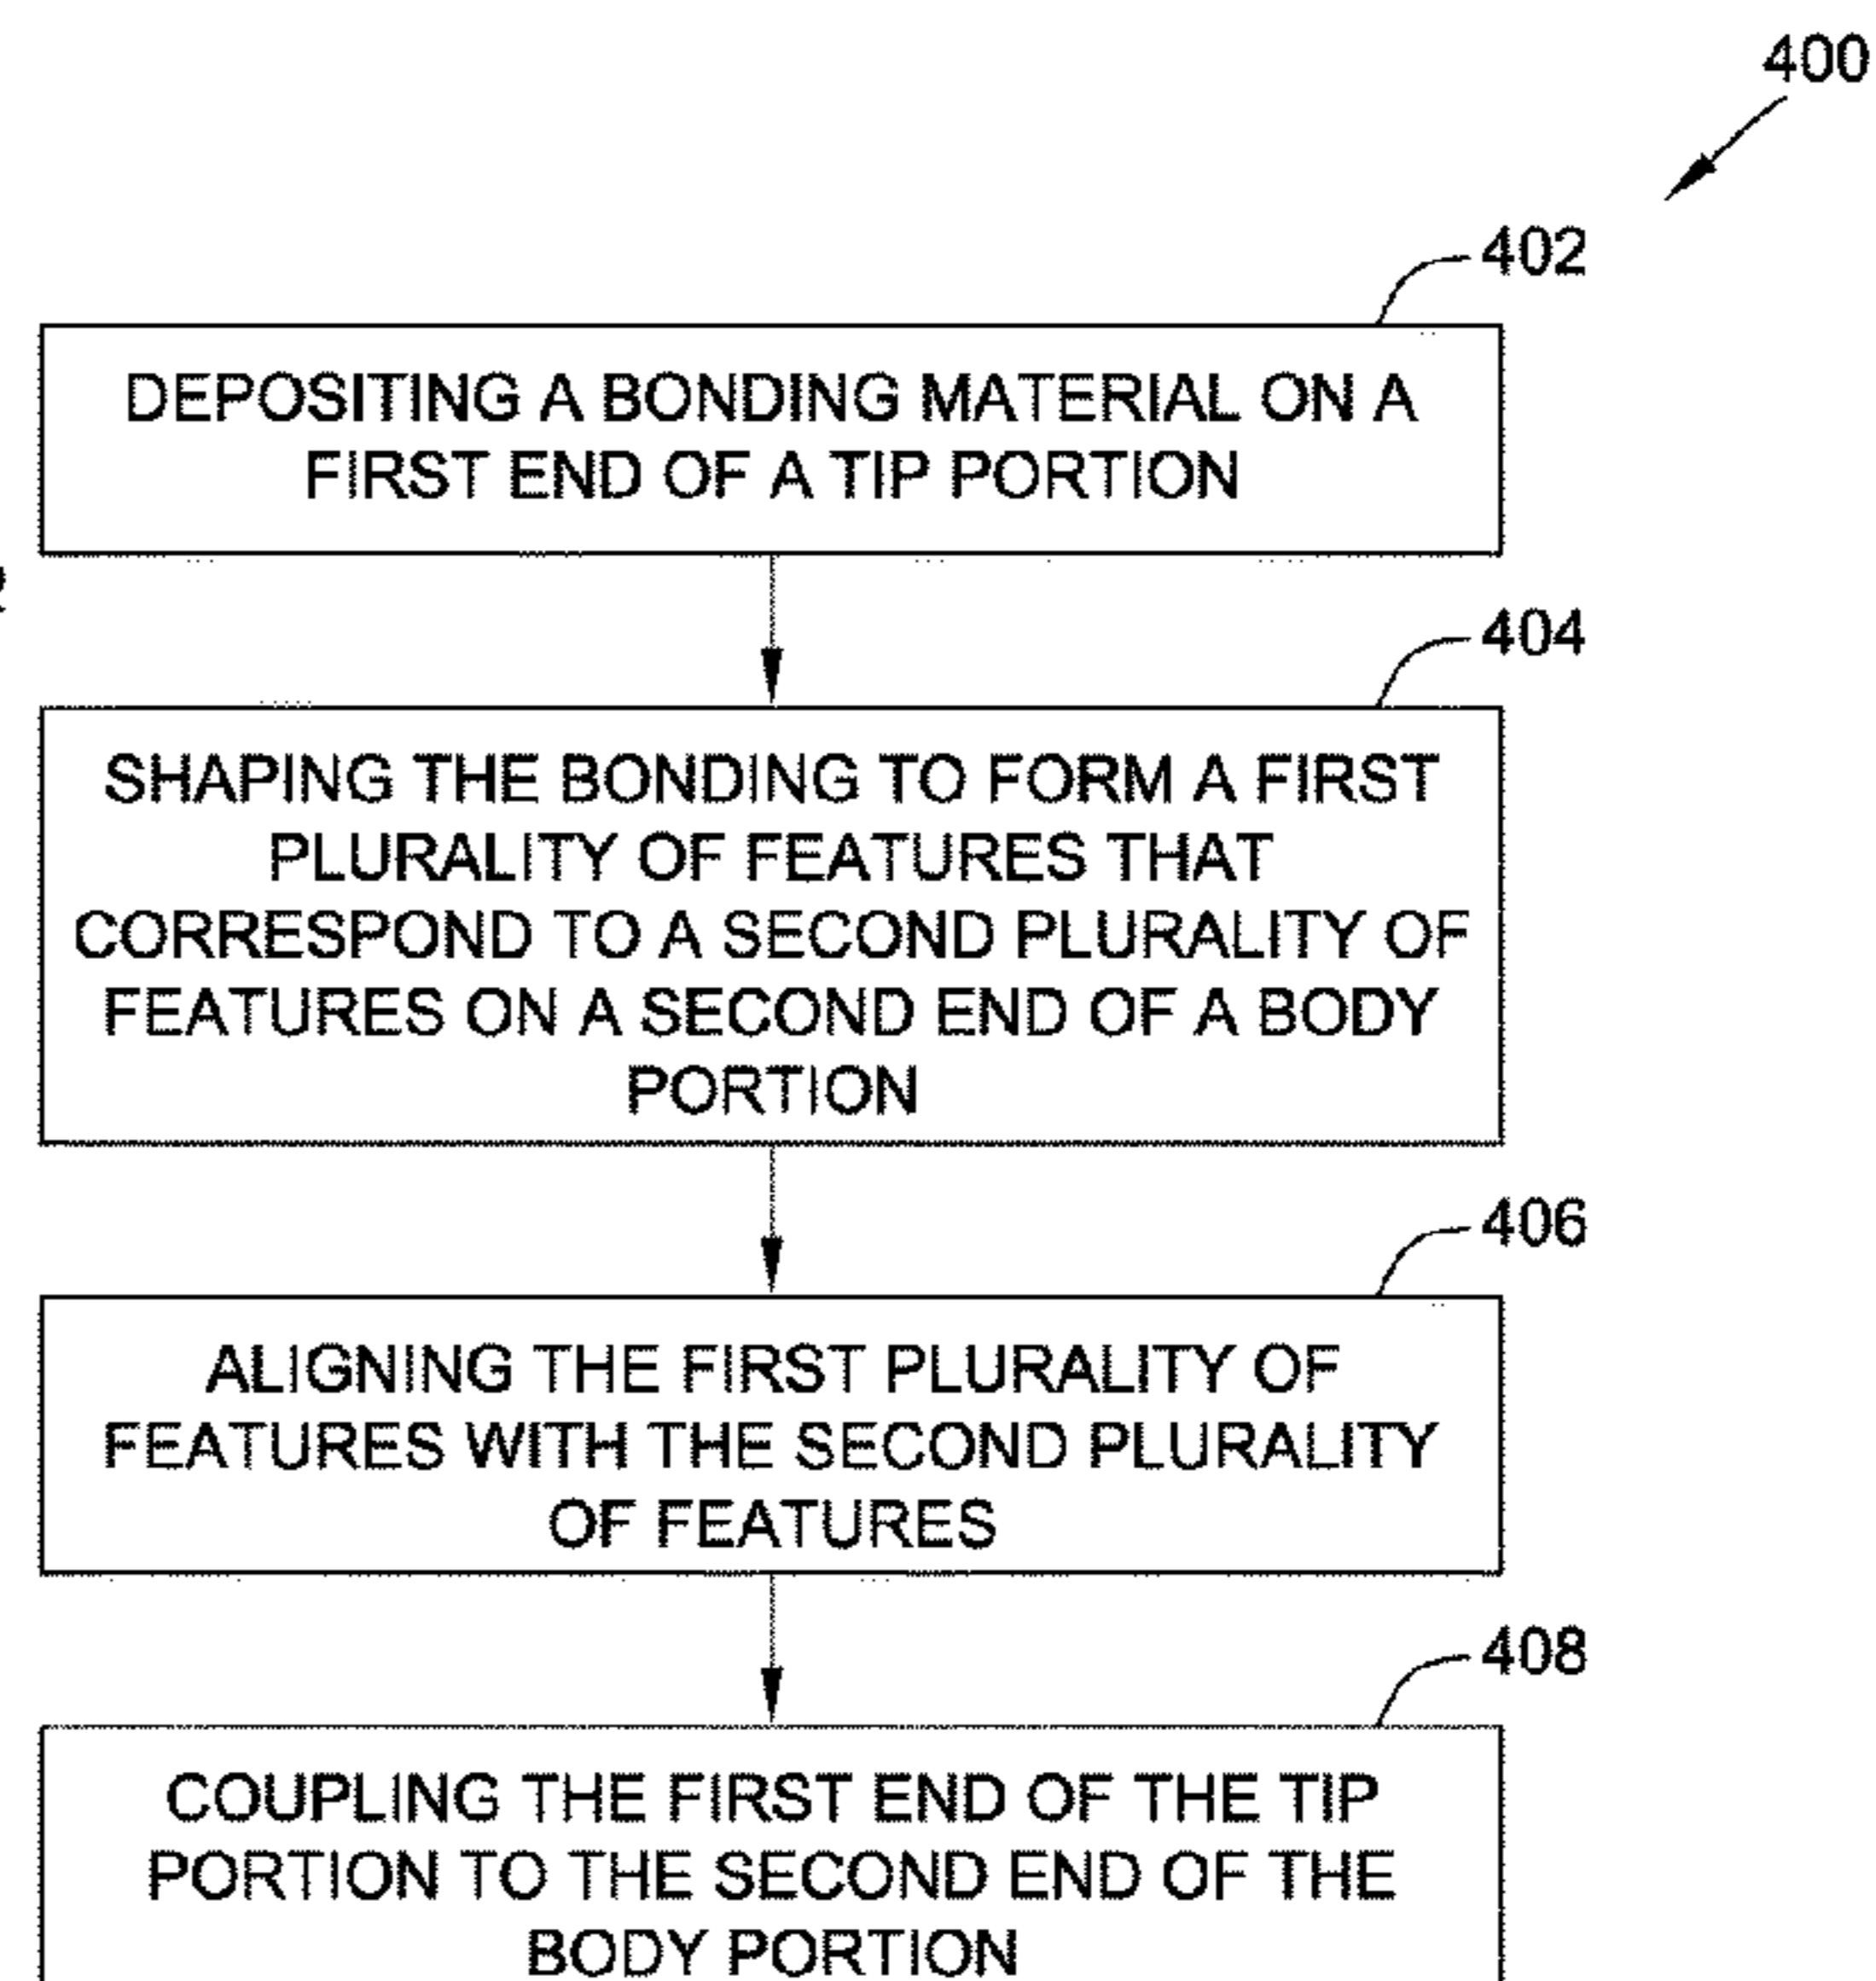 400
402
DEPOSITING A BONDING MATERIAL ON A
FIRST END OF A TIP PORTION
404
SHAPING THE BONDING TO FORM A FIRST
PLURALITY OF FEATURES THAT
CORRESPOND TO A SECOND PLURALITY OF
FEATURES ON A SECOND END OF A BODY
PORTION
406
ALIGNING THE FIRST PLURALITY OF
FEATURES WITH THE SECOND PLURALITY
OF FEATURES
408
COUPLING THE FIRST END OF THE TIP
PORTION TO THE SECOND END OF THE
BODY PORTION